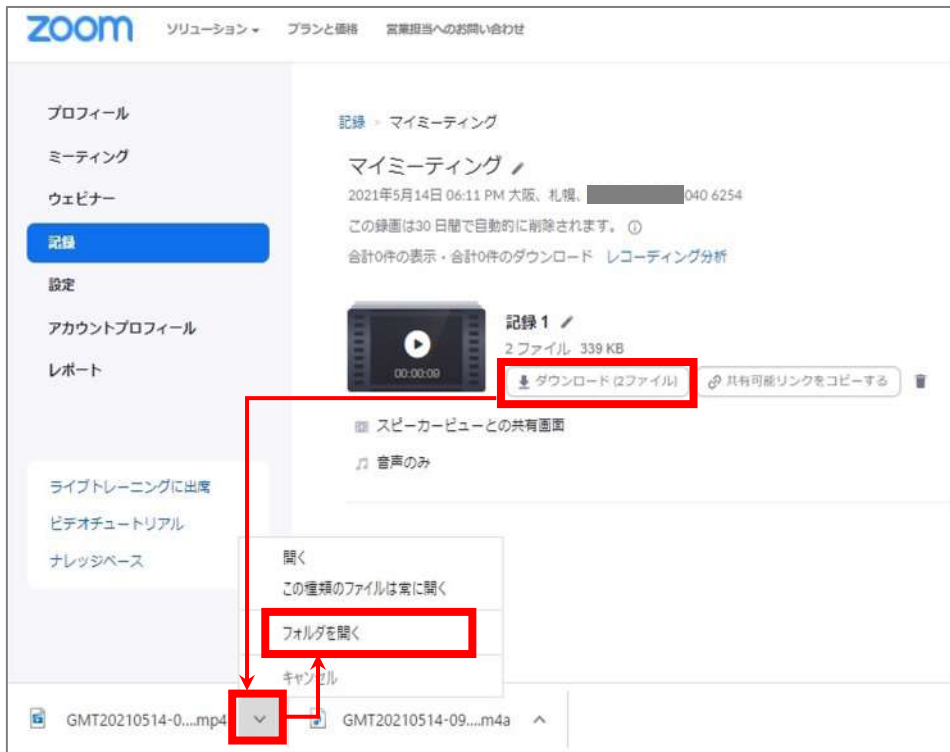 zoom ソリューション プランと価格 営業担当へのお問い合わせ
プロフィール
ミーティング
ウェビナー
記録
設定
アカウントプロフィール
レポート
ライブトレーニングに出席
ビデオチュートリアル
ナレッジベース
記録 > マイミーティング
マイミーティング
2021年5月14日 06:11 PM 大阪、札幌、 040 6254
この録画は30 日間で自動的に削除されます。
合計0件の表示・合計0件のダウンロード レコーディング分析
00:00:09
記録 1
2 ファイル 339 KB
ダウンロード (2ファイル) 共有可能リンクをコピーする
スピーカービューとの共有画面
音声のみ
開く
この種類のファイルは常に開く
フォルダを開く
キャンセル
GMT20210514-0....mp4 GMT20210514-09....m4a